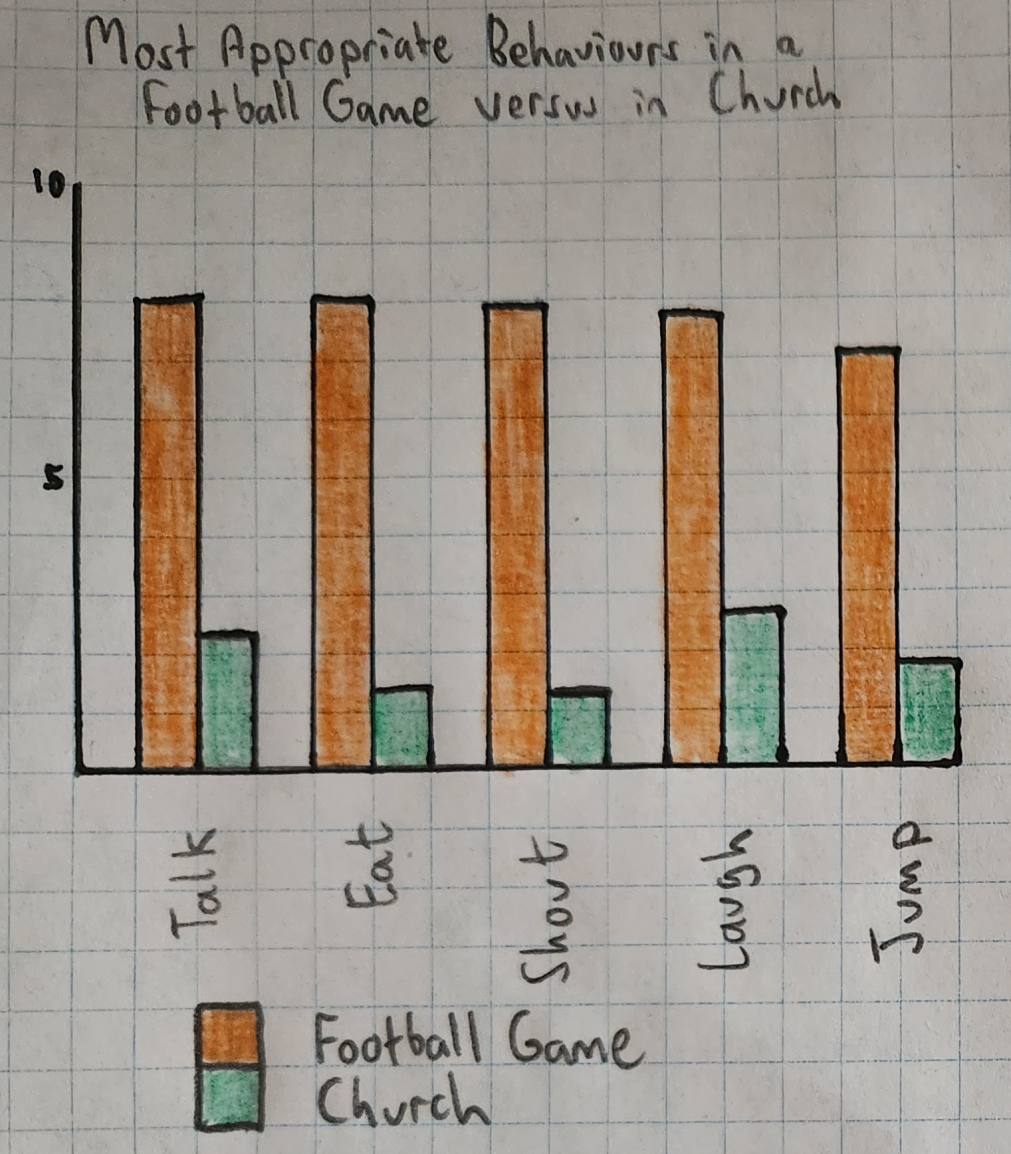 Most Appropriate Behaviours in a
Football Game versus in Church
10
5
Talk
Eat
Shout
Laugh
Jump
Football Game
Church